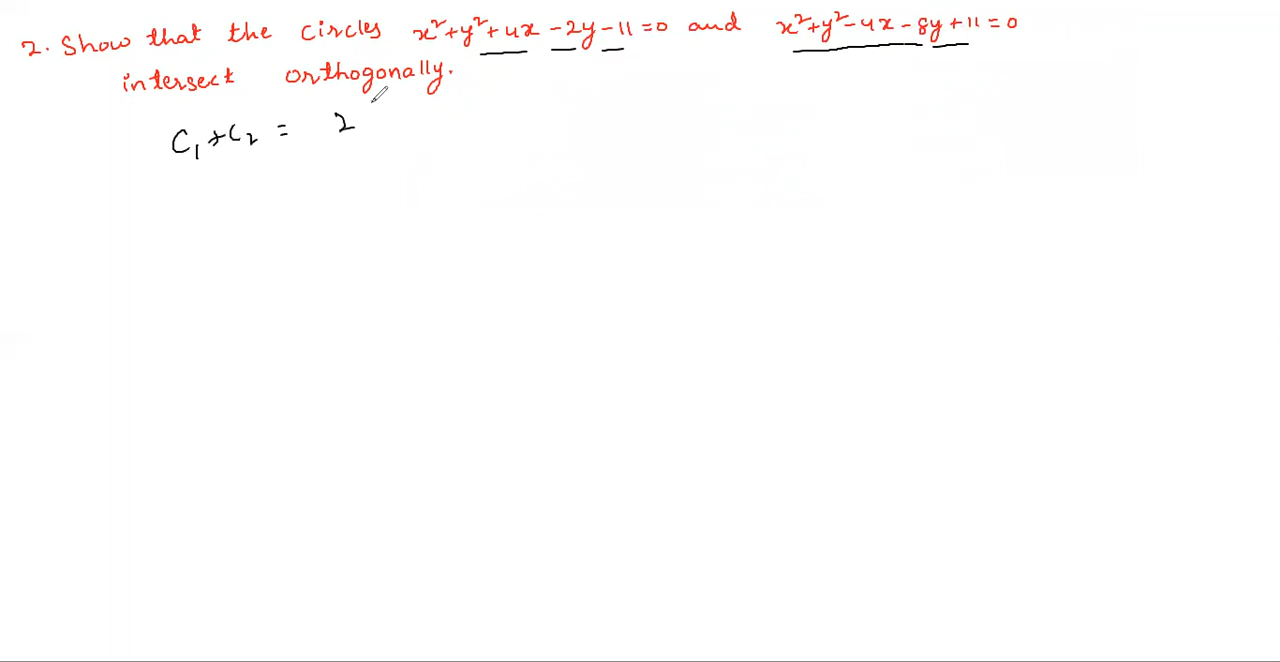 2. Show that the circles x²+y²+4x-2y-11=0 and x²+y²-4x-8y+11=0
intersect orthogonally.
C₁+C₂ = 2